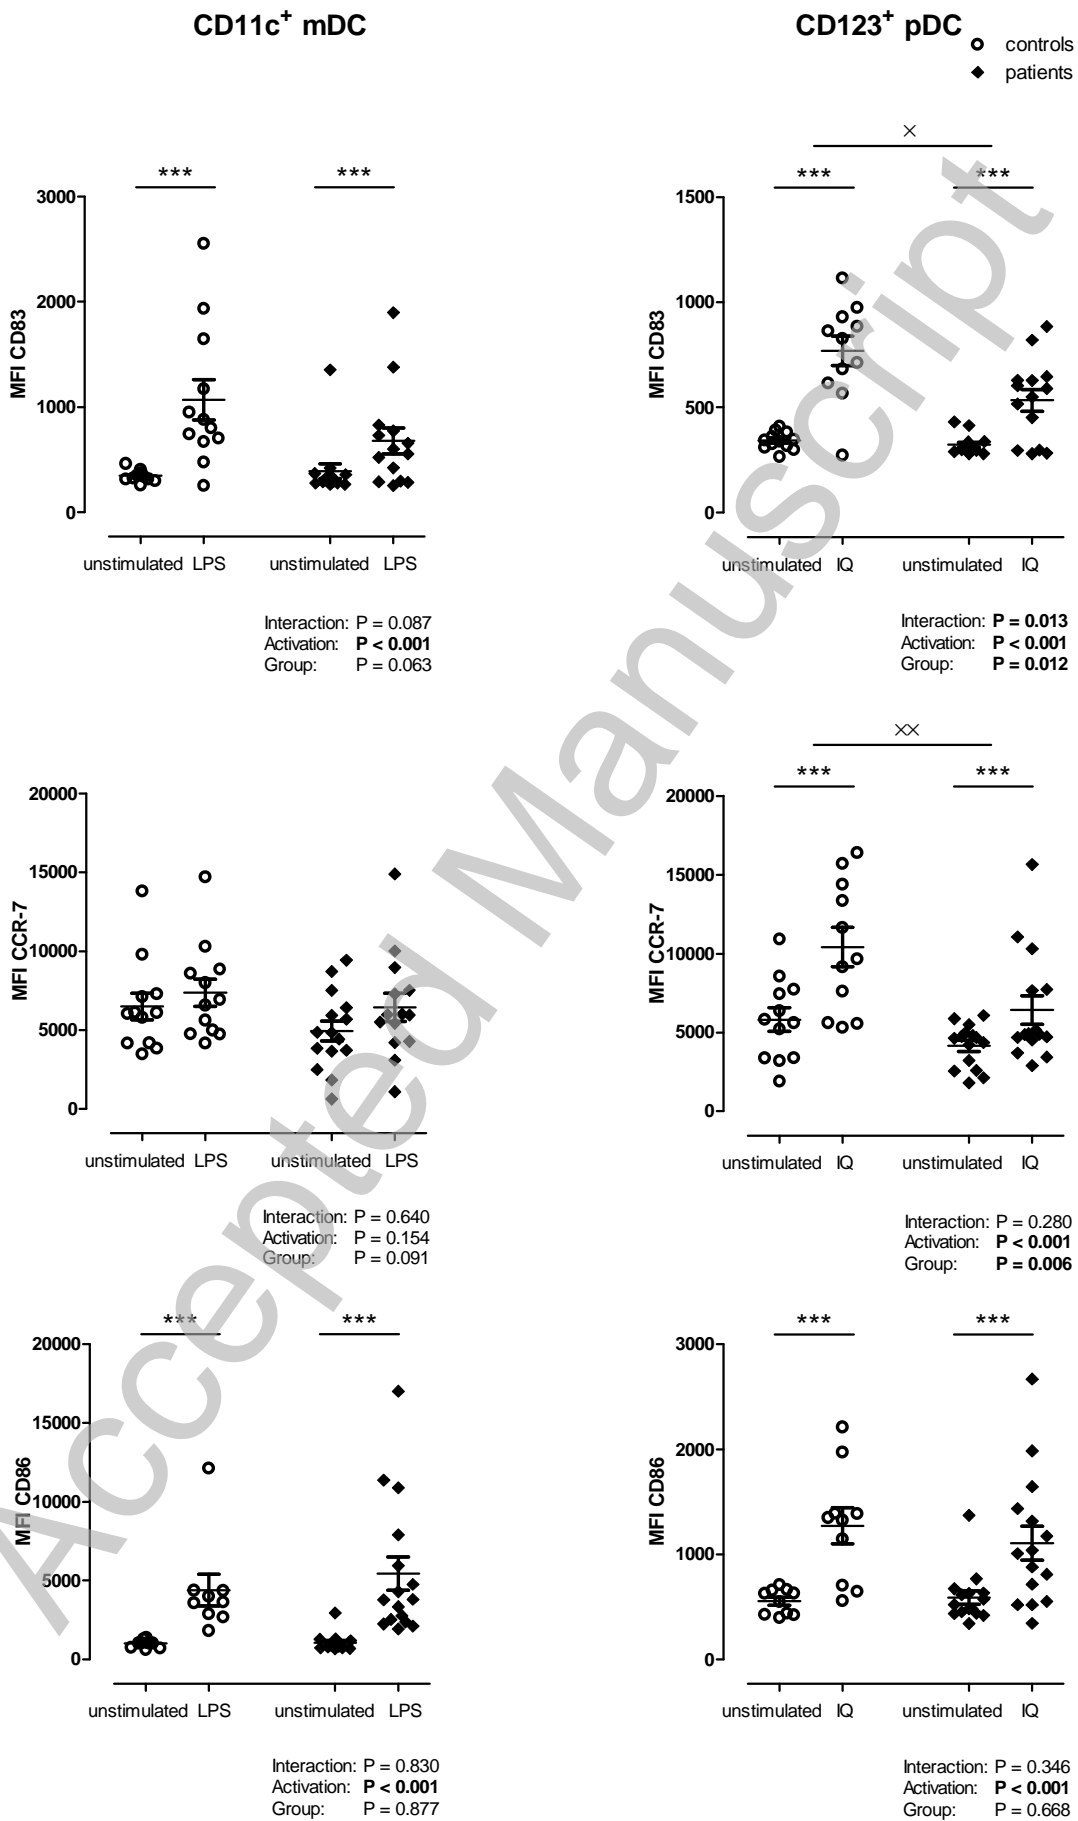 CD11c+ mDC
CD123+ pDC
controls
patients
***
***
3000
2000
1000
0
MFI CD83
unstimulated LPS
unstimulated LPS
Interaction: P = 0.087
Activation: P < 0.001
Group: P = 0.063
×
***
***
1500
1000
500
0
MFI CD83
unstimulated IQ
unstimulated IQ
Interaction: P = 0.013
Activation: P < 0.001
Group: P = 0.012
20000
15000
10000
5000
0
MFI CCR-7
unstimulated LPS
unstimulated LPS
Interaction: P = 0.640
Activation: P = 0.154
Group: P = 0.091
××
***
***
20000
15000
10000
5000
0
MFI CCR-7
unstimulated IQ
unstimulated IQ
Interaction: P = 0.280
Activation: P < 0.001
Group: P = 0.006
***
***
20000
15000
10000
5000
0
MFI CD86
unstimulated LPS
unstimulated LPS
Interaction: P = 0.830
Activation: P < 0.001
Group: P = 0.877
***
***
3000
2000
1000
0
MFI CD86
unstimulated IQ
unstimulated IQ
Interaction: P = 0.346
Activation: P < 0.001
Group: P = 0.668
Accepted Manuscript